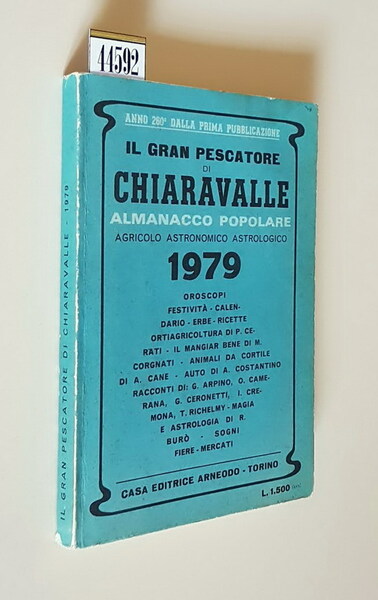 44592
ANNO 260º DALLA PRIMA PUBBLICAZIONE
IL GRAN PESCATORE
DI
CHIARAVALLE
ALMANACCO POPOLARE
AGRICOLO ASTRONOMICO ASTROLOGICO
1979
OROSCOPI
FESTIVITÀ - CALEN-
DARIO - ERBE - RICETTE
ORTIAGRICOLTURA DI P. CE-
RATI - IL MANGIAR BENE DI M.
CORGNATI - ANIMALI DA CORTILE
DI A. CANE - AUTO DI A. COSTANTINO
RACCONTI DI: G. ARPINO, O. CAME-
RANA, G. CERONETTI, I. CRE-
MONA, T. RICHELMY - MAGIA
E ASTROLOGIA DI R.
BURÒ - SOGNI
FIERE - MERCATI
CASA EDITRICE ARNEODO - TORINO
L. 1.500
IL GRAN PESCATORE DI CHIARAVALLE - 1979